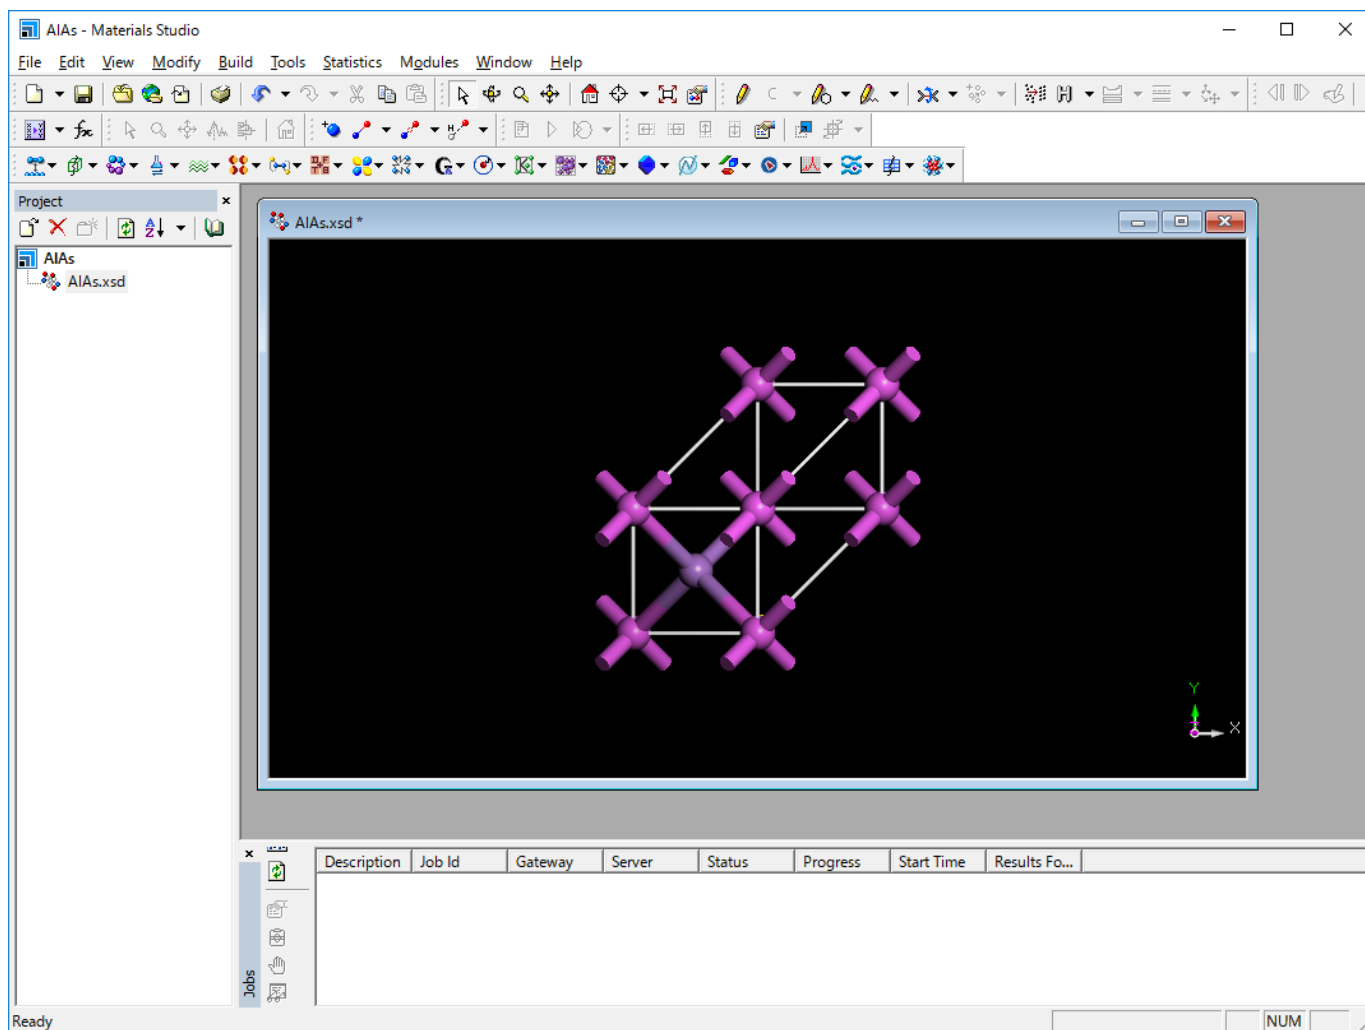 AlAs - Materials Studio
File Edit View Modify Build Tools Statistics Modules Window Help
Project
AlAs.xsd *
AlAs
AlAs.xsd
Y
X
Description Job Id Gateway Server Status Progress Start Time Results Fo...
Jobs
Ready NUM